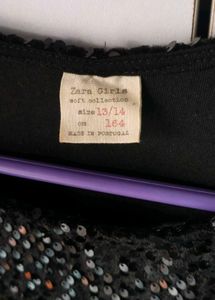 Zara Girls
soft collection
size 13/14
cm 164
MADE IN PORTUGAL